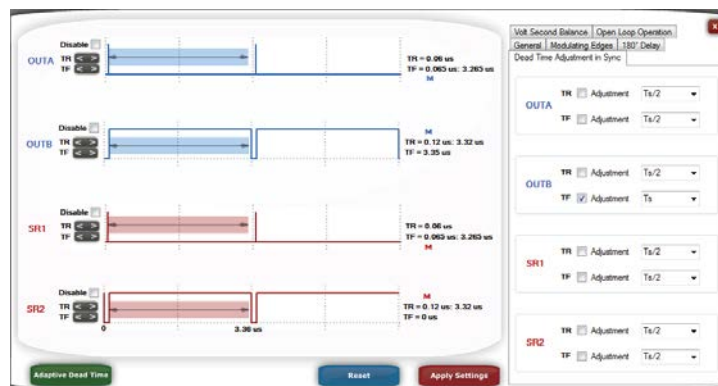 Disable
OUTA
TR < >
TF < >
TR = 0.06 us
TF = 0.065 us: 3.265 us
M
Disable
OUTB
TR < >
TF < >
M
TR = 0.12 us: 3.32 us
TF = 3.35 us
Disable
SR1
TR < >
TF < >
TR = 0.06 us
TF = 0.065 us: 3.265 us
M
Disable
SR2
TR < >
TF < >
M
TR = 0.12 us: 3.32 us
TF = 0 us
0
3.36 us
Adaptive Dead Time
Reset
Apply Settings
Volt Second Balance Open Loop Operation
General Modulating Edges 180° Delay
Dead Time Adjustment in Sync
OUTA
TR Adjustment Ts/2
TF Adjustment Ts/2
OUTB
TR Adjustment Ts/2
TF Adjustment Ts
SR1
TR Adjustment Ts/2
TF Adjustment Ts/2
SR2
TR Adjustment Ts/2
TF Adjustment Ts/2